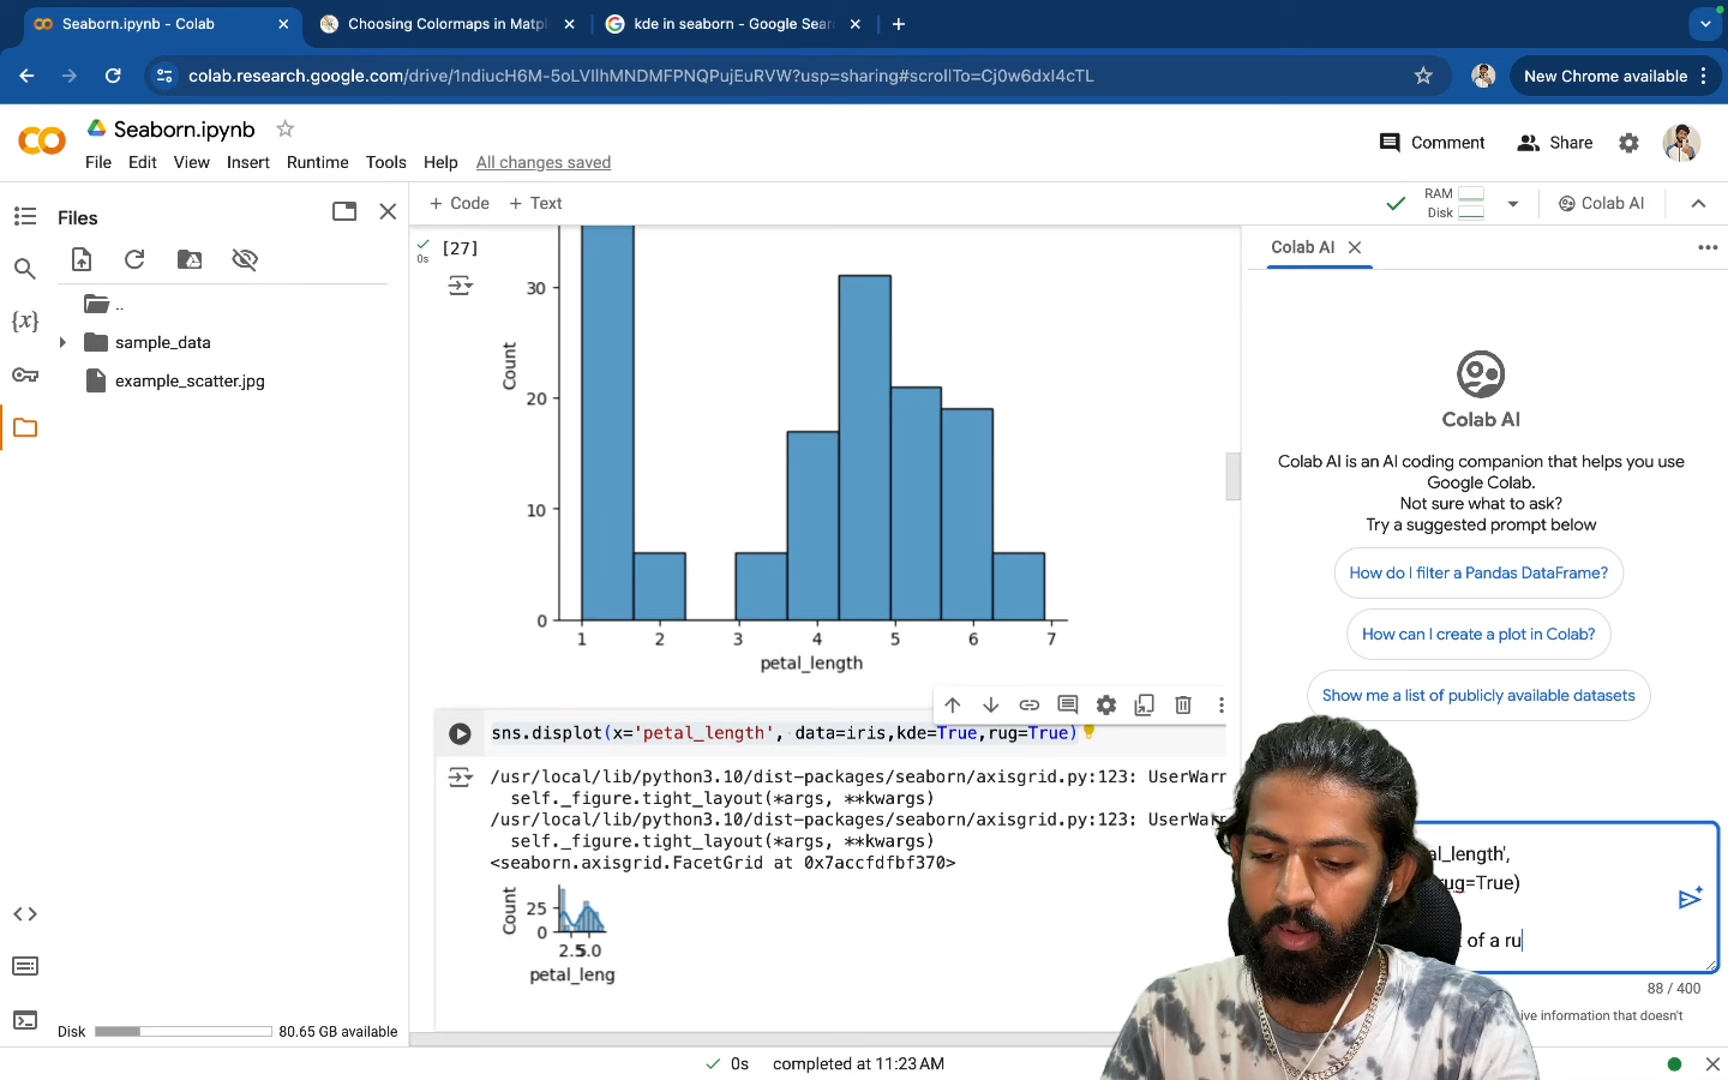 Seaborn.ipynb - Colab
Choosing Colormaps in Matpl
kde in seaborn - Google Sear
colab.research.google.com/drive/1ndiucH6M-5oLVIlhMNDMFPNQPujEuRVW?usp=sharing#scrollTo=Cj0w6dxI4cTL
New Chrome available
Seaborn.ipynb
Comment
Share
File Edit View Insert Runtime Tools Help All changes saved
Files
+ Code + Text
RAM
Disk
Colab AI
..
sample_data
example_scatter.jpg
Disk 80.65 GB available
[27]
0s
30
20
10
0
Count
1 2 3 4 5 6 7
petal_length
sns.displot(x='petal_length', data=iris,kde=True,rug=True)
/usr/local/lib/python3.10/dist-packages/seaborn/axisgrid.py:123: UserWarn
self._figure.tight_layout(*args, **kwargs)
/usr/local/lib/python3.10/dist-packages/seaborn/axisgrid.py:123: UserWarn
self._figure.tight_layout(*args, **kwargs)
<seaborn.axisgrid.FacetGrid at 0x7accfdfbf370>
Count
25
0
2.5 5.0
petal_leng
Colab AI
Colab AI
Colab AI is an AI coding companion that helps you use
Google Colab.
Not sure what to ask?
Try a suggested prompt below
How do I filter a Pandas DataFrame?
How can I create a plot in Colab?
Show me a list of publicly available datasets
al_length',
rug=True)
of a ru
88 / 400
ive information that doesn't
0s completed at 11:23 AM